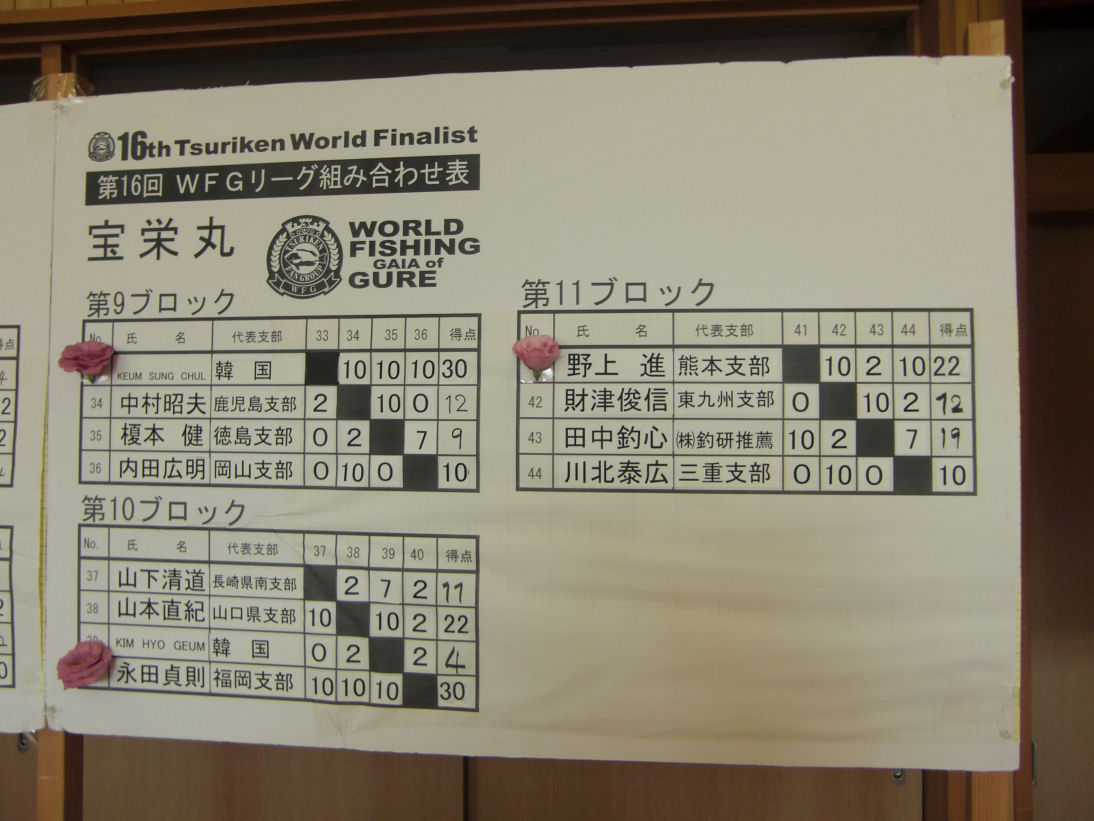 16th Tsuriken World Finalist
第16回 WFGリーグ組み合わせ表
宝栄丸
TSURIKEN
FAN GROUP
WFG
WORLD
FISHING
GAIA of
GURE
第9ブロック
No. 氏 名 代表支部 33 34 35 36 得点
KEUM SUNG CHUL 韓 国 10 10 10 30
34 中村昭夫 鹿児島支部 2 10 0 12
35 榎本 健 徳島支部 0 2 7 9
36 内田広明 岡山支部 0 10 0 10
第10ブロック
No. 氏 名 代表支部 37 38 39 40 得点
37 山下清道 長崎県南支部 2 7 2 11
38 山本直紀 山口県支部 10 10 2 22
39 KIM HYO GEUM 韓 国 0 2 2 4
永田貞則 福岡支部 10 10 10 30
第11ブロック
No. 氏 名 代表支部 41 42 43 44 得点
野上 進 熊本支部 10 2 10 22
42 財津俊信 東九州支部 0 10 2 12
43 田中釣心 ㈱釣研推薦 10 2 7 19
44 川北泰広 三重支部 0 10 0 10